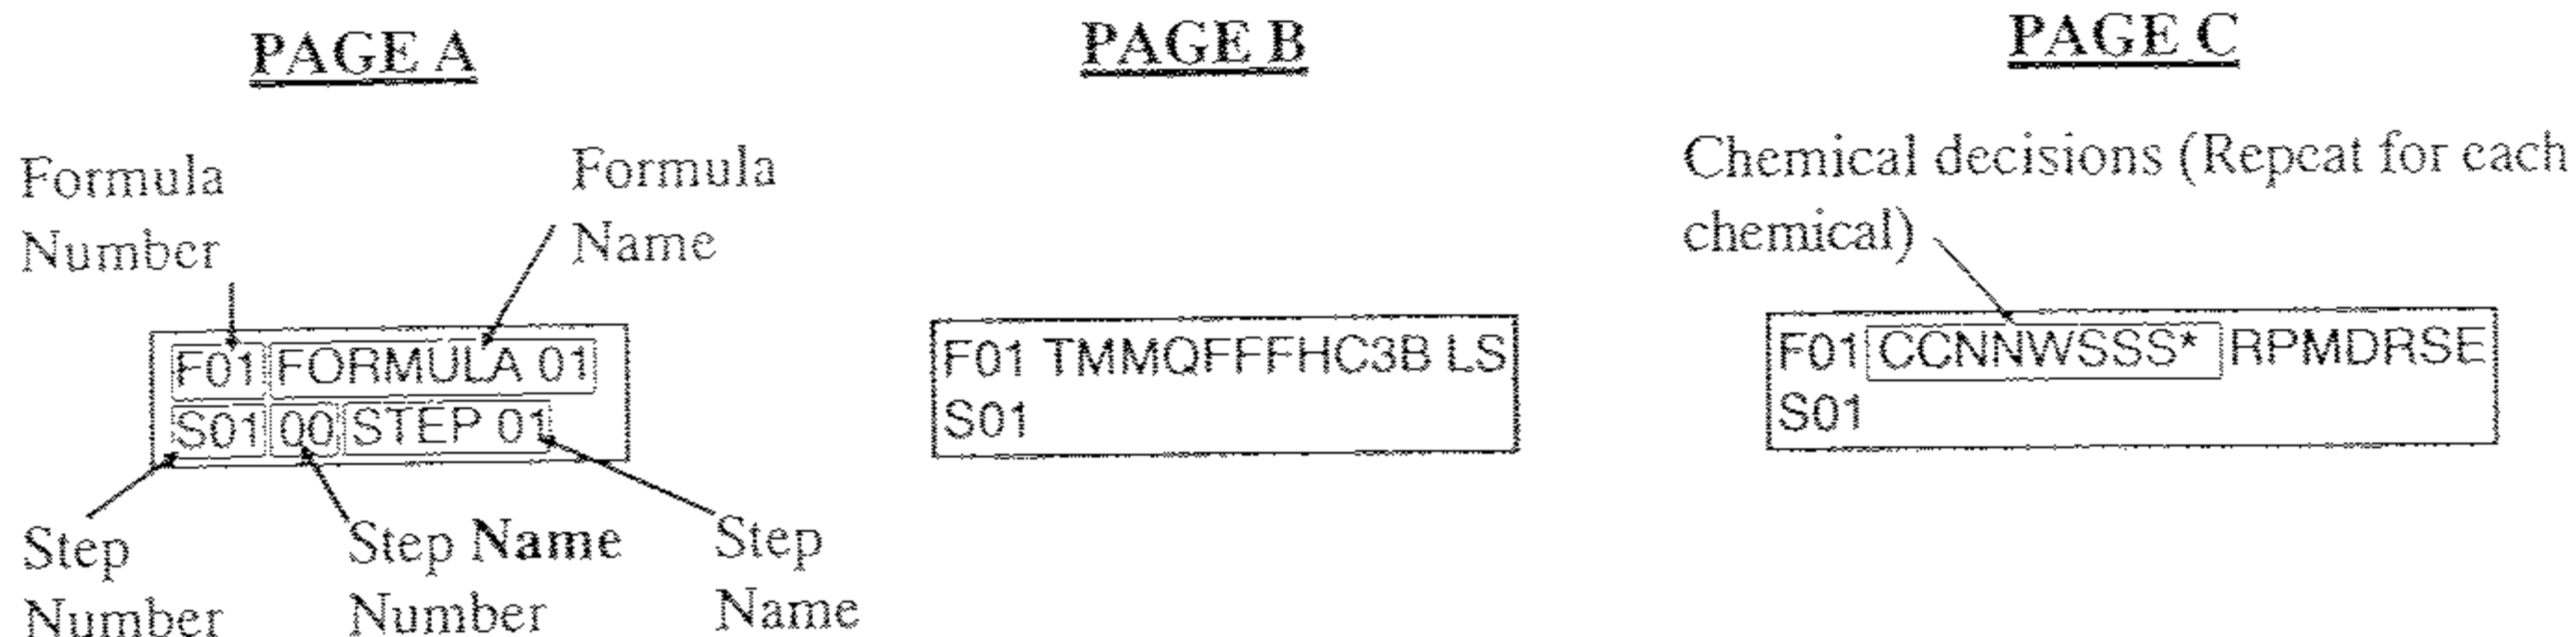 PAGE A
Formula
Number
Formula
Name
F01 FORMULA 01
S01 00 STEP 01
Step
Number
Step Name
Number
Step
Name
PAGE B
F01 TMMQFFFHC3B LS
S01
PAGE C
Chemical decisions (Repeat for each
chemical)
F01 CCNNWSSS* RPMDRSE
S01